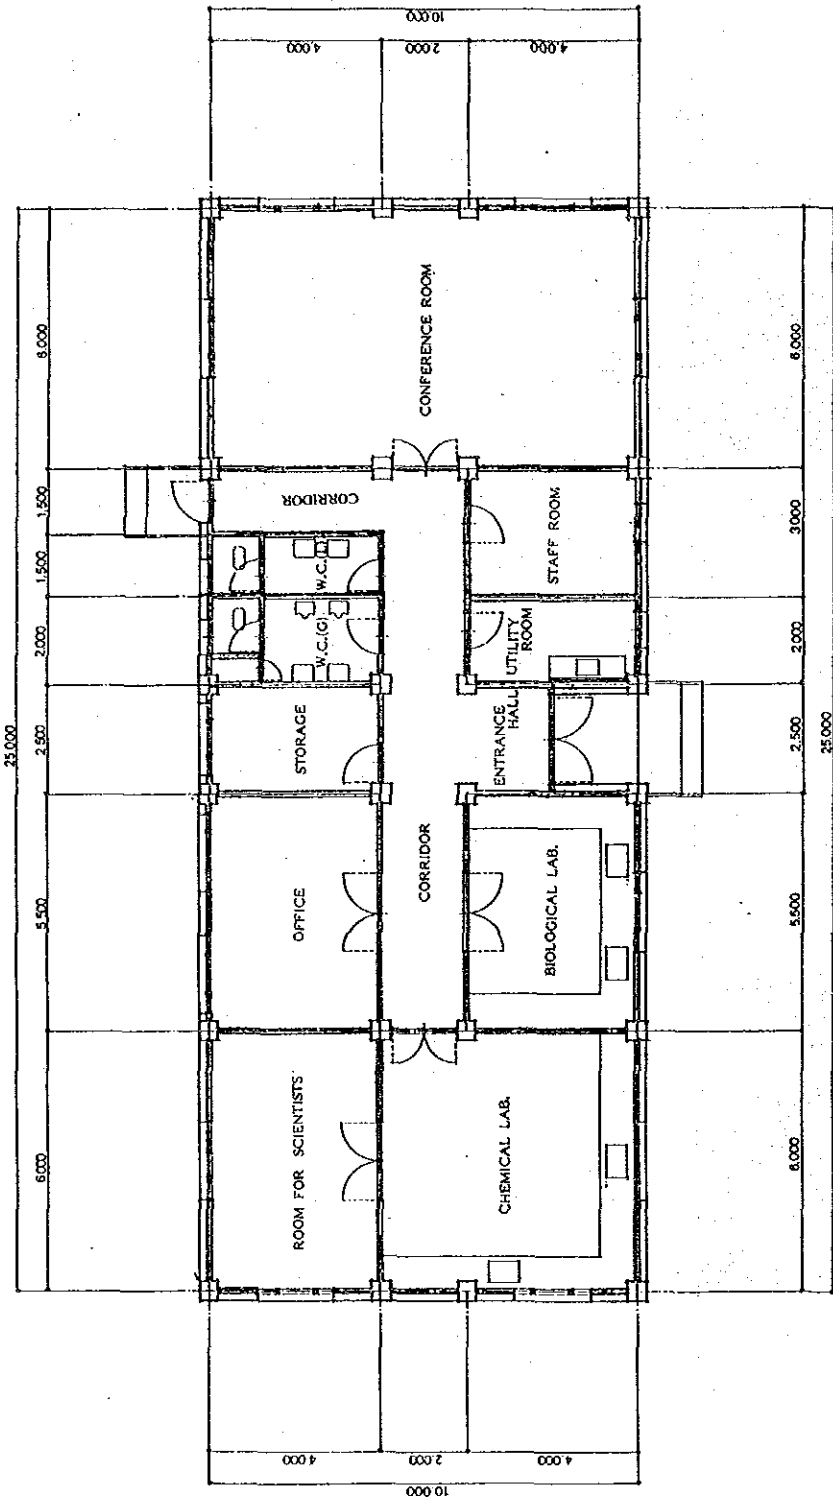 25.000
6.000
5.500
2.500
2.000
1.500
1.500
6.000
10.000
4.000
2.000
4.000
ROOM FOR SCIENTISTS
OFFICE
STORAGE
W.C.(G)
CORRIDOR
CORRIDOR
CONFERENCE ROOM
CHEMICAL LAB.
BIOLOGICAL LAB.
ENTRANCE
HALL
UTILITY
ROOM
STAFF ROOM
10.000
4.000
2.000
4.000
6.000
5.500
2.500
2.000
3.000
6.000
25.000